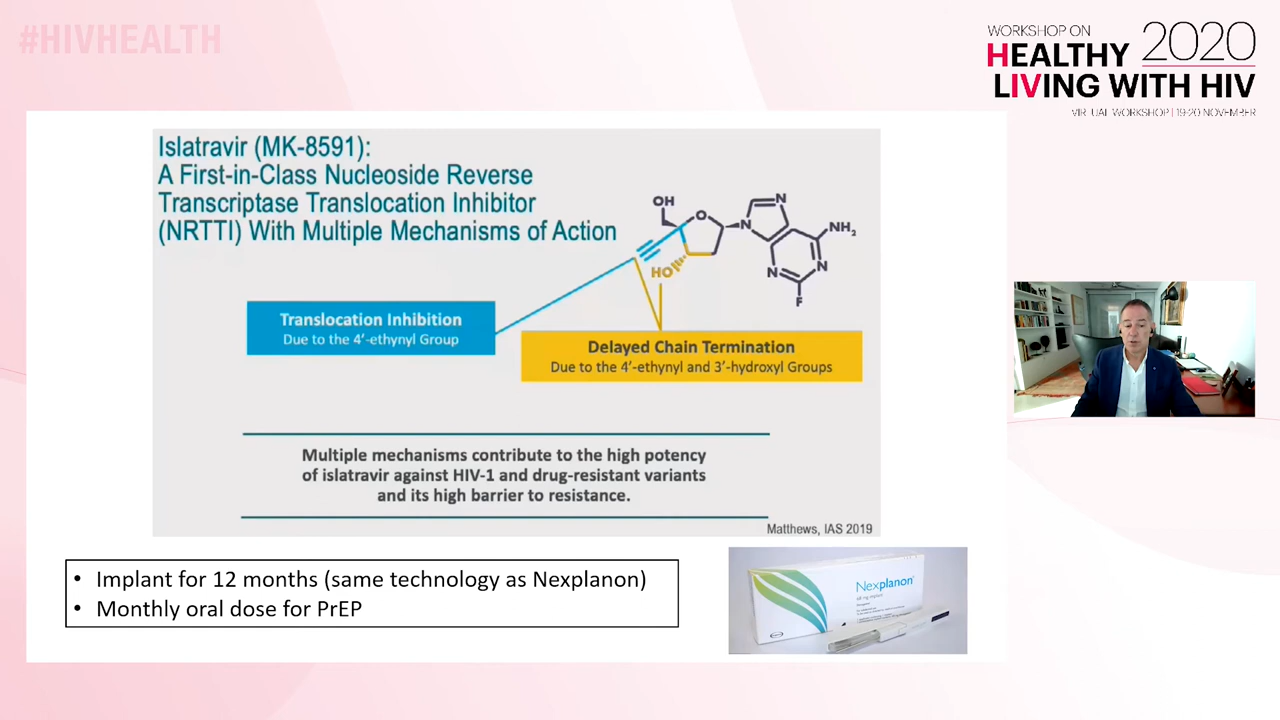 #HIVHEALTH
WORKSHOP ON
HEALTHY 2020
LIVING WITH HIV
VIRTUAL WORKSHOP | 19-20 NOVEMBER
Islatravir (MK-8591):
A First-in-Class Nucleoside Reverse
Transcriptase Translocation Inhibitor
(NRTTI) With Multiple Mechanisms of Action
OH
O
N
N
NH₂
HO
N
N
F
Translocation Inhibition
Due to the 4’-ethynyl Group
Delayed Chain Termination
Due to the 4’-ethynyl and 3’-hydroxyl Groups
Multiple mechanisms contribute to the high potency
of islatravir against HIV-1 and drug-resistant variants
and its high barrier to resistance.
Matthews, IAS 2019
• Implant for 12 months (same technology as Nexplanon)
• Monthly oral dose for PrEP
Nexplanon®
68 mg implant